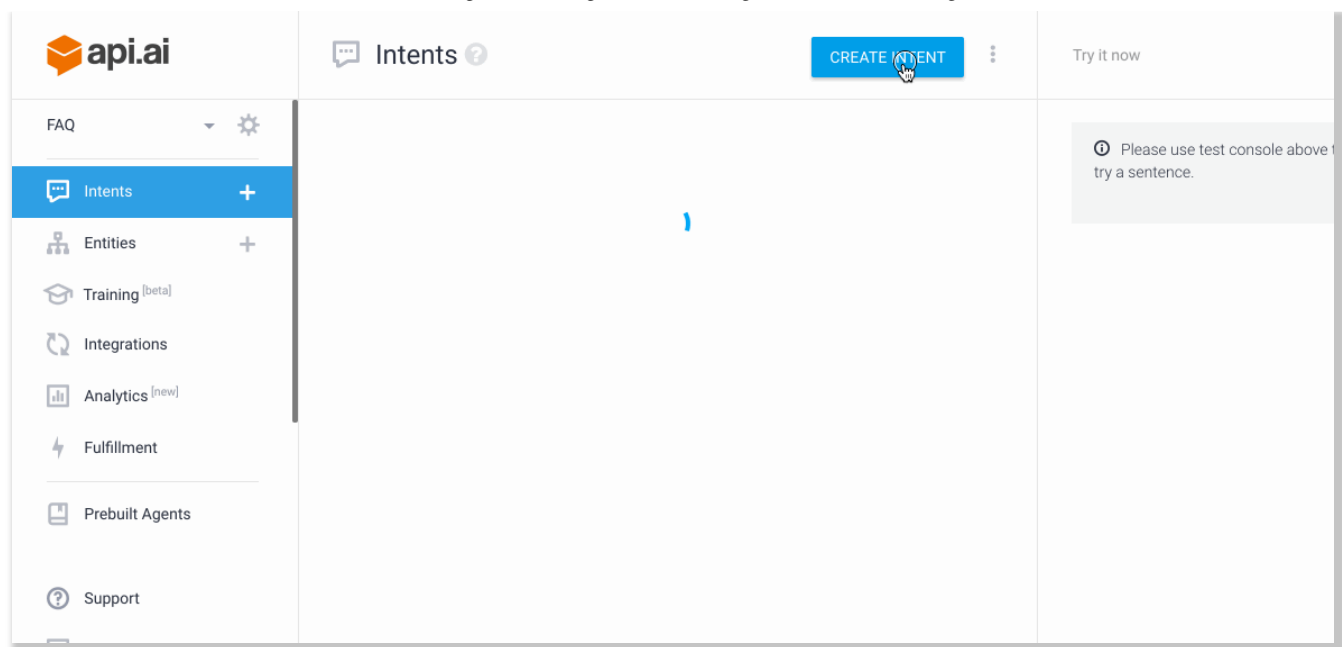 api.ai
Intents
CREATE INTENT
Try it now
FAQ
Intents
Entities
Training [beta]
Integrations
Analytics [new]
Fulfillment
Prebuilt Agents
Support
Please use test console above
try a sentence.